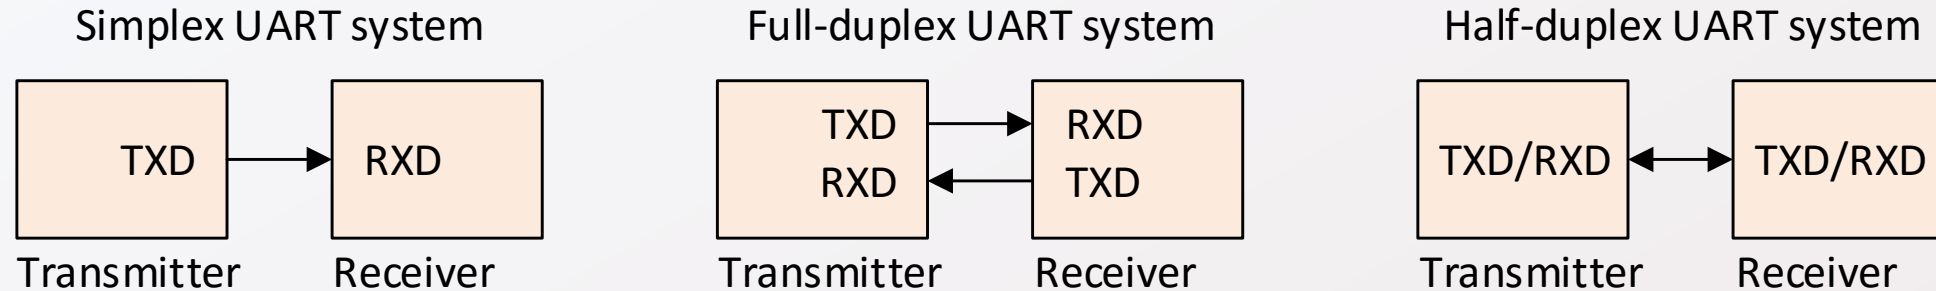 Simplex UART system
TXD
RXD
Transmitter
Receiver
Full-duplex UART system
TXD
RXD
RXD
TXD
Transmitter
Receiver
Half-duplex UART system
TXD/RXD
TXD/RXD
Transmitter
Receiver